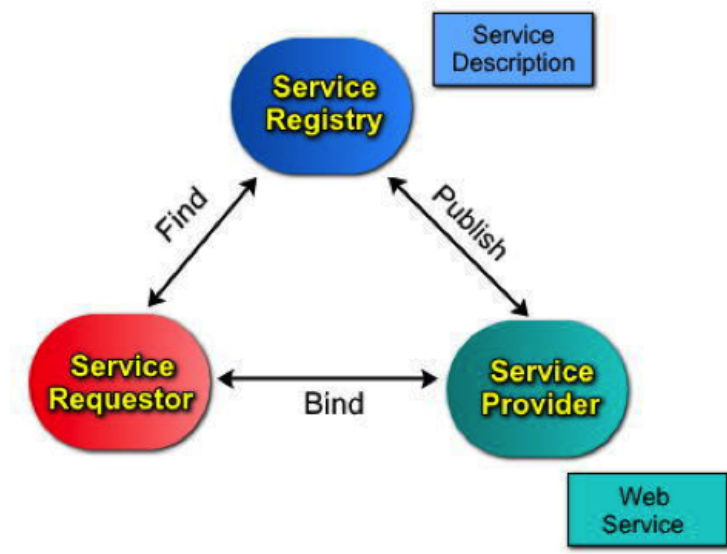 Service
Description
Service
Registry
Find
Publish
Service
Requestor
Bind
Service
Provider
Web
Service